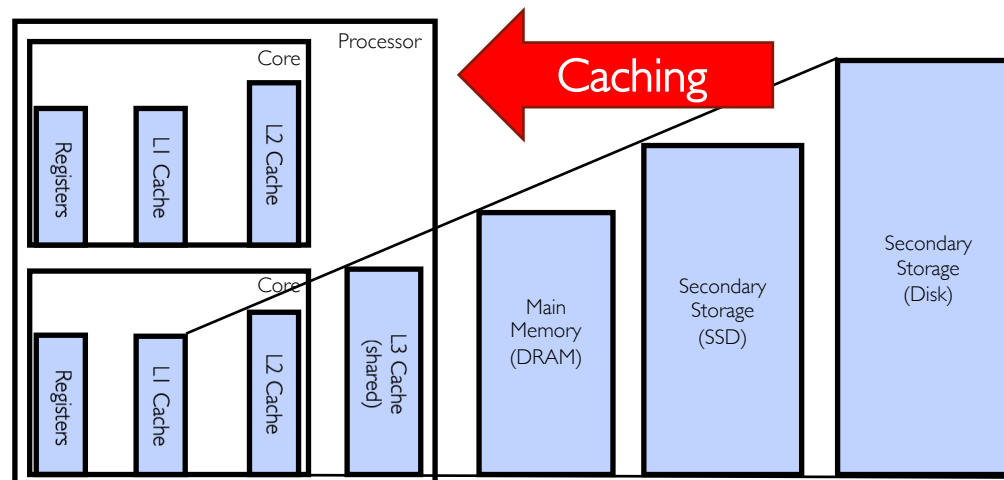 Processor
Core
Caching
Registers
L1 Cache
L2 Cache
Core
Registers
L1 Cache
L2 Cache
L3 Cache
(shared)
Main
Memory
(DRAM)
Secondary
Storage
(SSD)
Secondary
Storage
(Disk)